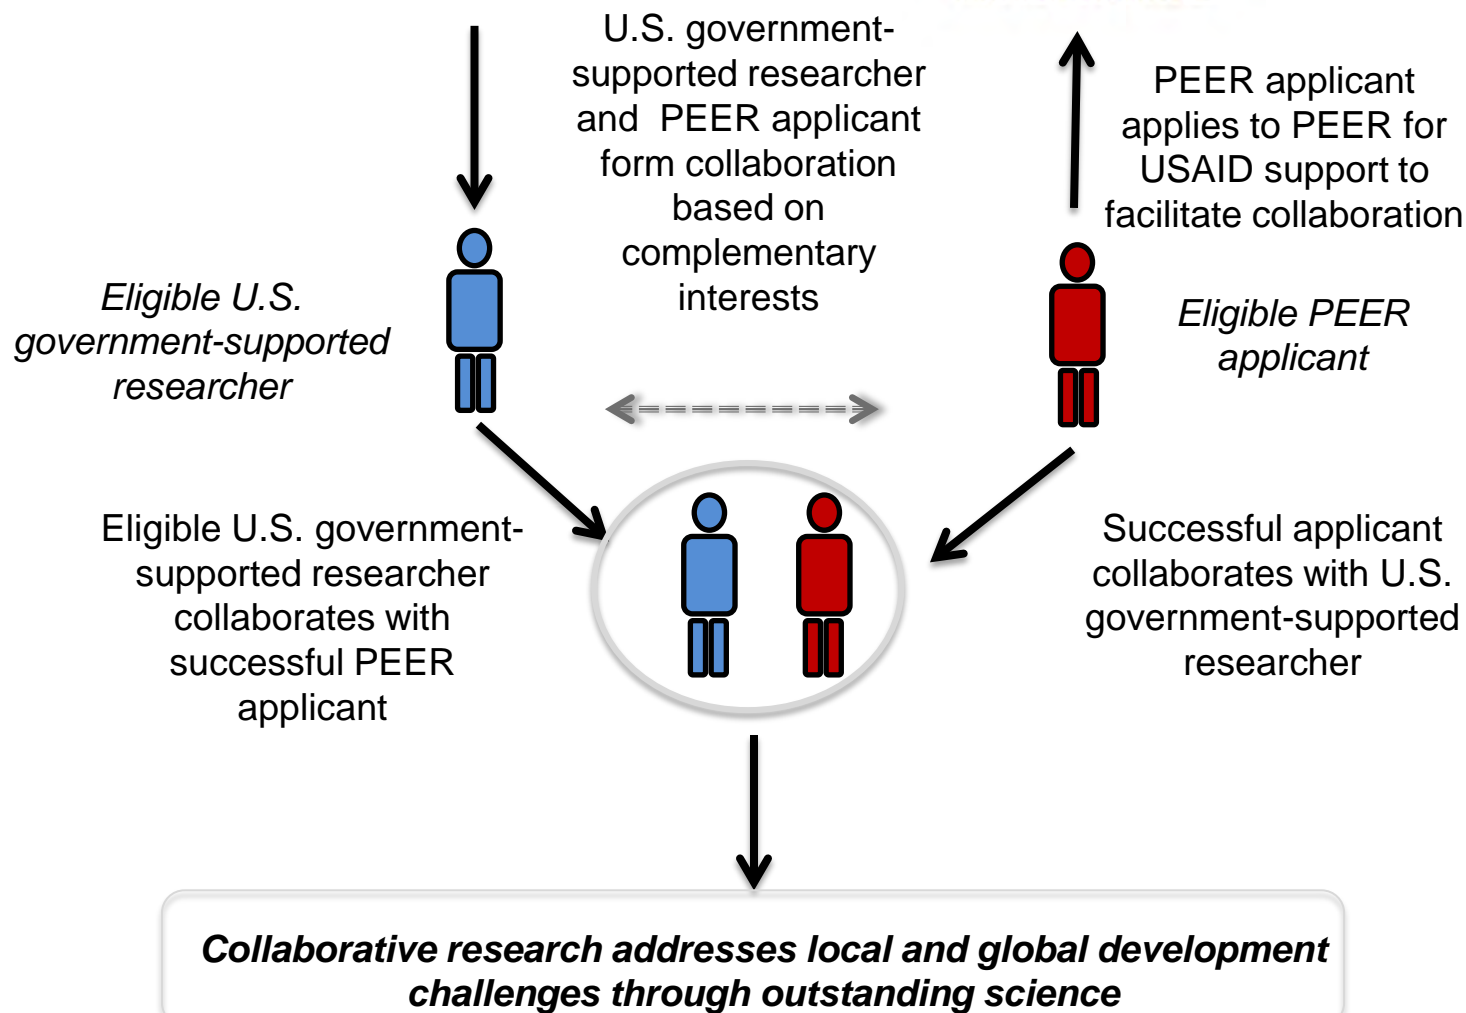 U.S. government-
supported researcher
and PEER applicant
form collaboration
based on
complementary
interests
PEER applicant
applies to PEER for
USAID support to
facilitate collaboration
Eligible U.S.
government-supported
researcher
Eligible PEER
applicant
Eligible U.S. government-
supported researcher
collaborates with
successful PEER
applicant
Successful applicant
collaborates with U.S.
government-supported
researcher
Collaborative research addresses local and global development
challenges through outstanding science